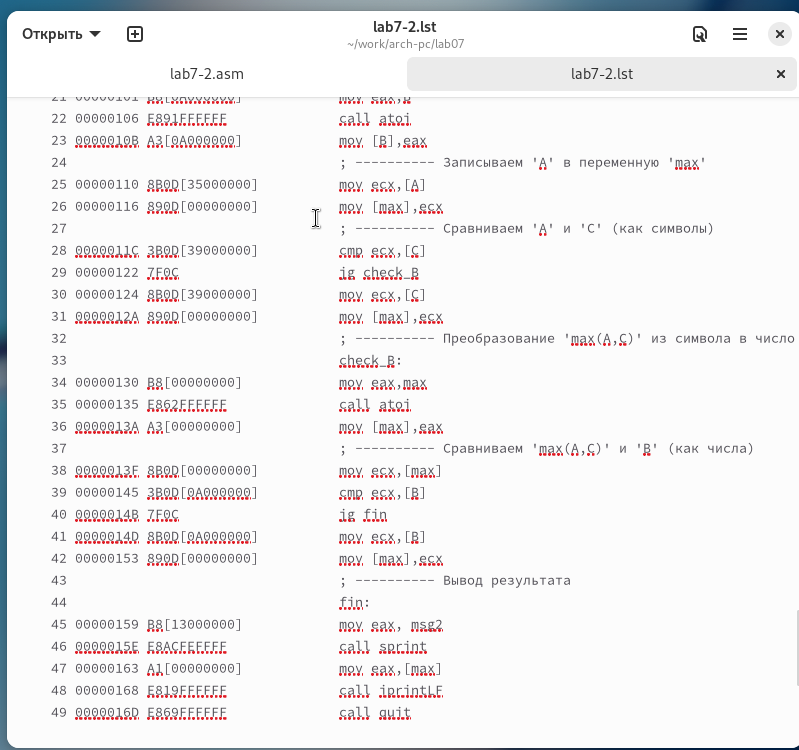 Открыть
lab7-2.lst
~/work/arch-pc/lab07
lab7-2.asm
lab7-2.lst
21 00000101 B8[0A000000] mov eax,B
22 00000106 E891FFFFFF call atoi
23 0000010B A3[0A000000] mov [B],eax
24 ; ---------- Записываем 'A' в переменную 'max'
25 00000110 8B0D[35000000] mov ecx,[A]
26 00000116 890D[00000000] mov [max],ecx
27 ; ---------- Сравниваем 'A' и 'С' (как символы)
28 0000011C 3B0D[39000000] cmp ecx,[C]
29 00000122 7F0C jg check_B
30 00000124 8B0D[39000000] mov ecx,[C]
31 0000012A 890D[00000000] mov [max],ecx
32 ; ---------- Преобразование 'max(A,C)' из символа в число
33 check_B:
34 00000130 B8[00000000] mov eax,max
35 00000135 E862FFFFFF call atoi
36 0000013A A3[00000000] mov [max],eax
37 ; ---------- Сравниваем 'max(A,C)' и 'B' (как числа)
38 0000013F 8B0D[00000000] mov ecx,[max]
39 00000145 3B0D[0A000000] cmp ecx,[B]
40 0000014B 7F0C jg fin
41 0000014D 8B0D[0A000000] mov ecx,[B]
42 00000153 890D[00000000] mov [max],ecx
43 ; ---------- Вывод результата
44 fin:
45 00000159 B8[13000000] mov eax, msg2
46 0000015E E8ACFEFFFF call sprint
47 00000163 A1[00000000] mov eax,[max]
48 00000168 E819FFFFFF call iprintLF
49 0000016D E869FFFFFF call quit